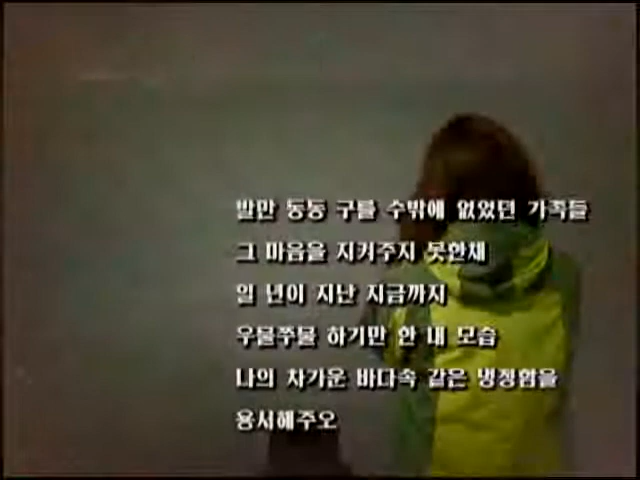 발만 동동 구를 수밖에 없었던 가족들
그 마음을 지켜주지 못한채
일 년이 지난 지금까지
우물쭈물 하기만 한 내 모습
나의 차가운 바다속 같은 냉정함을
용서해주오